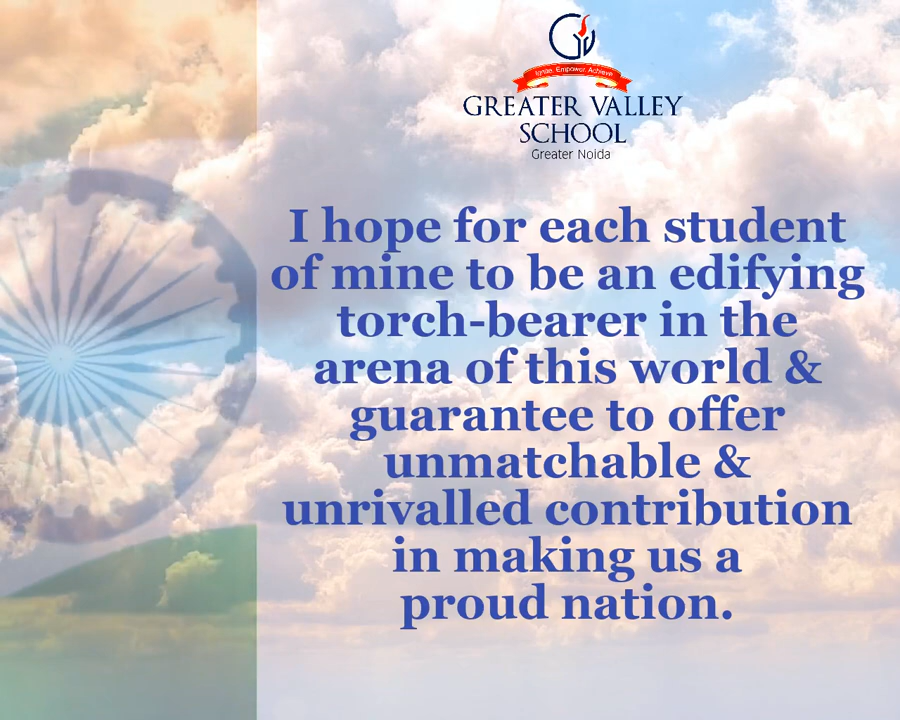 Ignite Empower Achieve
GREATER VALLEY
SCHOOL
Greater Noida
I hope for each student
of mine to be an edifying
torch-bearer in the
arena of this world &
guarantee to offer
unmatchable &
unrivalled contribution
in making us a
proud nation.